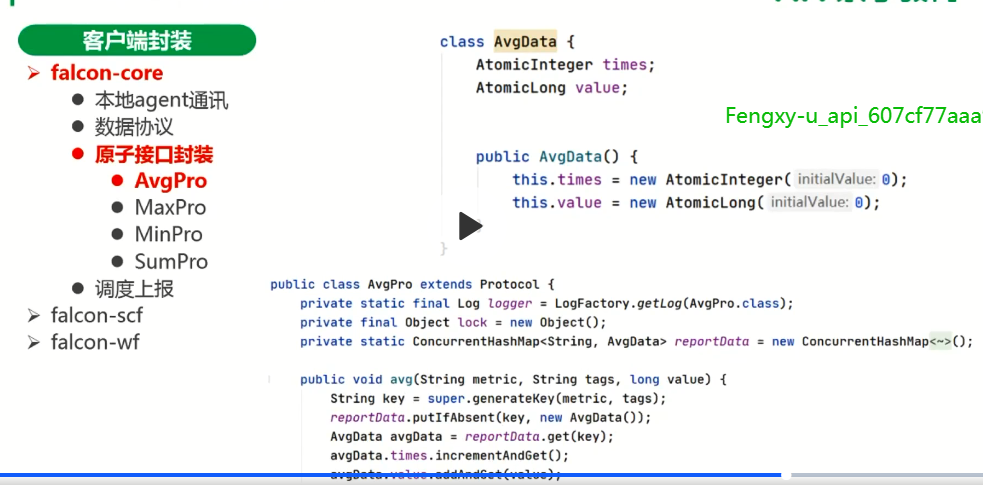 客户端封装
falcon-core
本地agent通讯
数据协议
原子接口封装
AvgPro
MaxPro
MinPro
SumPro
调度上报
falcon-scf
falcon-wf
class AvgData {
AtomicInteger times;
AtomicLong value;
Fengxy-u_api_607cf77aaa
public AvgData() {
this.times = new AtomicInteger( initialValue: 0);
this.value = new AtomicLong( initialValue: 0);
}
public class AvgPro extends Protocol {
private static final Log logger = LogFactory.getLog(AvgPro.class);
private final Object lock = new Object();
private static ConcurrentHashMap<String, AvgData> reportData = new ConcurrentHashMap<~>();
public void avg(String metric, String tags, long value) {
String key = super.generateKey(metric, tags);
reportData.putIfAbsent(key, new AvgData());
AvgData avgData = reportData.get(key);
avgData.times.incrementAndGet();
avgData.value.addAndGet(value);